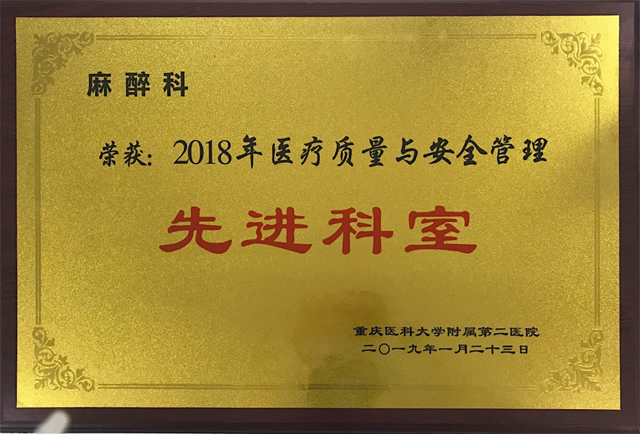 麻醉科
荣获：2018年医疗质量与安全管理
先进科室
重庆医科大学附属第二医院
二〇一九年一月二十三日